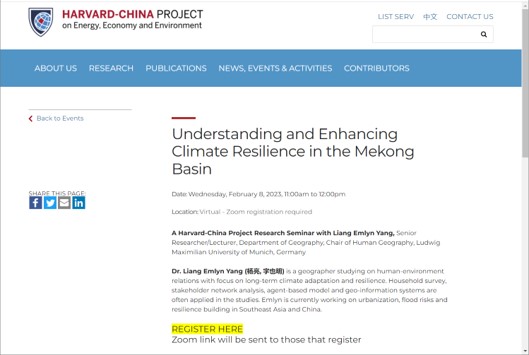 HARVARD-CHINA PROJECT
on Energy, Economy and Environment
LIST SERV 中文 CONTACT US
ABOUT US RESEARCH PUBLICATIONS NEWS, EVENTS & ACTIVITIES CONTRIBUTORS
Back to Events
Understanding and Enhancing
Climate Resilience in the Mekong
Basin
SHARE THIS PAGE:
Date: Wednesday, February 8, 2023, 11:00am to 12:00pm
Location: Virtual - Zoom registration required
A Harvard-China Project Research Seminar with Liang Emlyn Yang, Senior
Researcher/Lecturer, Department of Geography, Chair of Human Geography, Ludwig
Maximilian University of Munich, Germany
Dr. Liang Emlyn Yang (杨亮, 字也明) is a geographer studying on human-environment
relations with focus on long-term climate adaptation and resilience. Household survey,
stakeholder network analysis, agent-based model and geo-information systems are
often applied in the studies. Emlyn is currently working on urbanization, flood risks and
resilience building in Southeast Asia and China.
REGISTER HERE
Zoom link will be sent to those that register